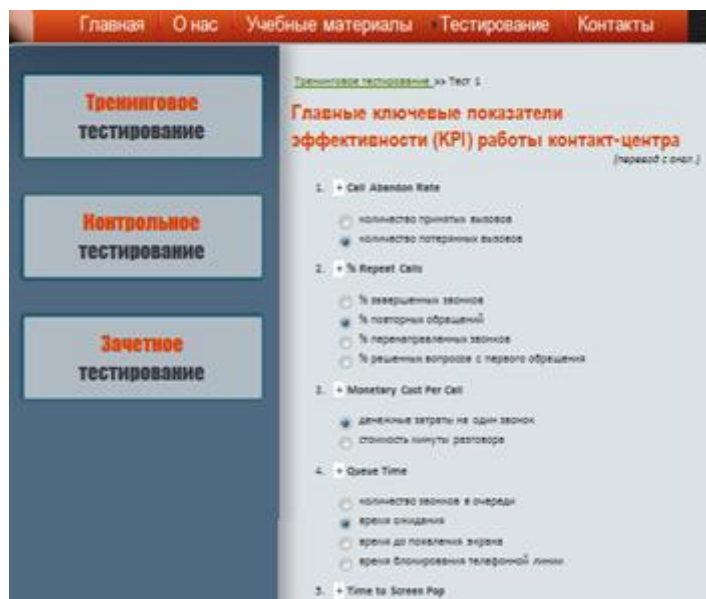 Главная О нас Учебные материалы Тестирование Контакты
Тренинговое
тестирование
Контрольное
тестирование
Зачетное
тестирование
Тренинговое тестирование >> Тест 1
Главные ключевые показатели
эффективности (KPI) работы контакт-центра
(перевод с англ.)
1. + Call Abandon Rate
количество принятых вызовов
количество потерянных вызовов
2. + % Repeat Calls
% завершенных звонков
% повторных обращений
% перенаправленных звонков
% решенных вопросов с первого обращения
3. + Monetary Cost Per Call
денежные затраты на один звонок
стоимость минуты разговора
4. + Queue Time
количество звонков в очереди
время ожидания
время до появления экрана
время блокирования телефонной линии
5. + Time to Screen Pop